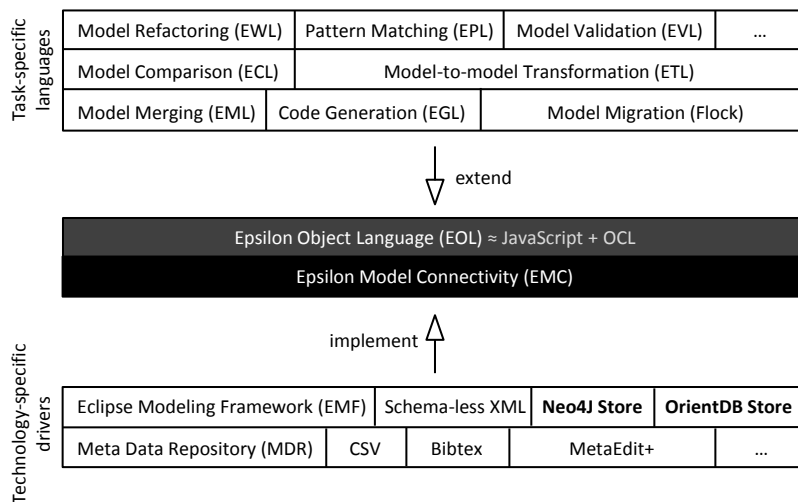 Task-specific
languages
Model Refactoring (EWL) Pattern Matching (EPL) Model Validation (EVL) ...
Model Comparison (ECL) Model-to-model Transformation (ETL)
Model Merging (EML) Code Generation (EGL) Model Migration (Flock)
extend
Epsilon Object Language (EOL) ≈ JavaScript + OCL
Epsilon Model Connectivity (EMC)
implement
Technology-specific
drivers
Eclipse Modeling Framework (EMF) Schema-less XML Neo4J Store OrientDB Store
Meta Data Repository (MDR) CSV Bibtex MetaEdit+ ...